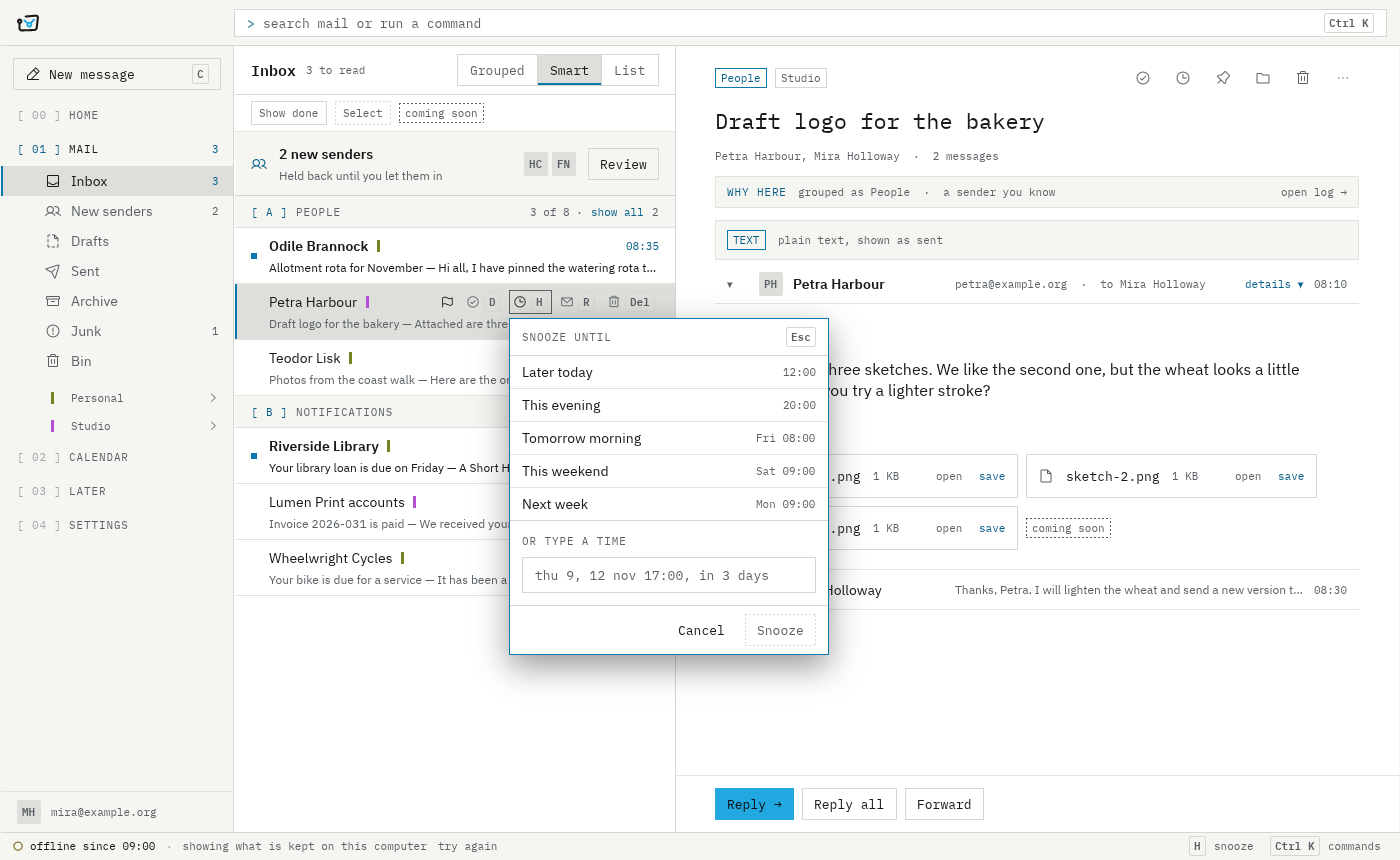 > search mail or run a command Ctrl K
New message C
[ 00 ] HOME
[ 01 ] MAIL 3
Inbox 3
New senders 2
Drafts
Sent
Archive
Junk 1
Bin
Personal
Studio
[ 02 ] CALENDAR
[ 03 ] LATER
[ 04 ] SETTINGS
MH mira@example.org
Inbox 3 to read Grouped Smart List
Show done Select coming soon
2 new senders
Held back until you let them in
HC FN Review
[ A ] PEOPLE 3 of 8 · show all 2
Odile Brannock 08:35
Allotment rota for November — Hi all, I have pinned the watering rota t…
Petra Harbour D H R Del
Draft logo for the bakery — Attached are thre
Teodor Lisk
Photos from the coast walk — Here are the or
[ B ] NOTIFICATIONS
Riverside Library
Your library loan is due on Friday — A Short H
Lumen Print accounts
Invoice 2026-031 is paid — We received your
Wheelwright Cycles
Your bike is due for a service — It has been a
SNOOZE UNTIL Esc
Later today 12:00
This evening 20:00
Tomorrow morning Fri 08:00
This weekend Sat 09:00
Next week Mon 09:00
OR TYPE A TIME
thu 9, 12 nov 17:00, in 3 days
Cancel Snooze
People Studio ...
Draft logo for the bakery
Petra Harbour, Mira Holloway · 2 messages
WHY HERE grouped as People · a sender you know open log →
TEXT plain text, shown as sent
▾ PH Petra Harbour petra@example.org · to Mira Holloway details ▾ 08:10
hree sketches. We like the second one, but the wheat looks a little
ou try a lighter stroke?
.png 1 KB open save
sketch-2.png 1 KB open save
.png 1 KB open save
coming soon
Holloway Thanks, Petra. I will lighten the wheat and send a new version t… 08:30
Reply → Reply all Forward
offline since 09:00 · showing what is kept on this computer try again
H snooze Ctrl K commands